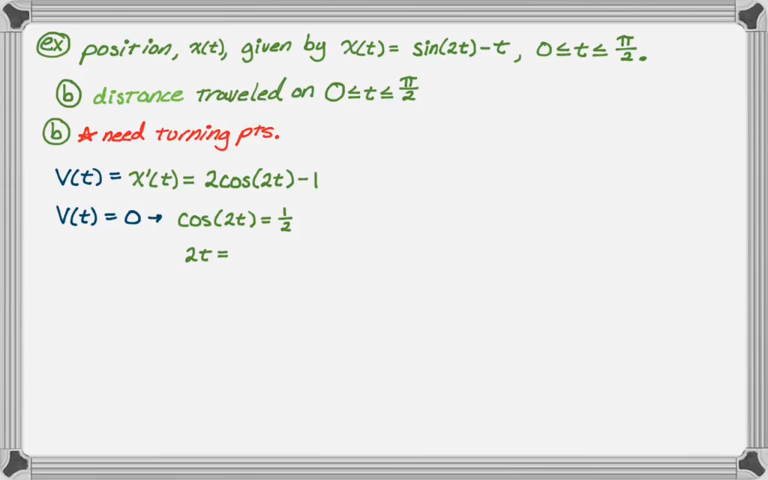 ex position, x(t), given by x(t) = sin(2t) - t, 0 ≤ t ≤ π/2.
b distance traveled on 0 ≤ t ≤ π/2
b ☆ need turning pts.
V(t) = x'(t) = 2cos(2t) - 1
V(t) = 0 → cos(2t) = 1/2
2t =